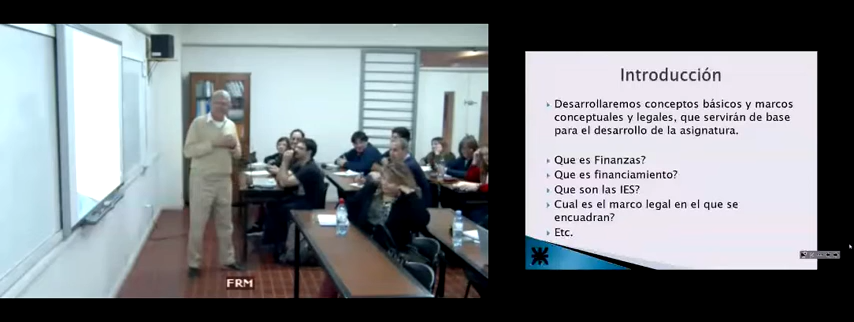 FRM
Introducción
Desarrollaremos conceptos básicos y marcos
conceptuales y legales, que servirán de base
para el desarrollo de la asignatura.
Que es Finanzas?
Que es financiamiento?
Que son las IES?
Cual es el marco legal en el que se
encuadran?
Etc.